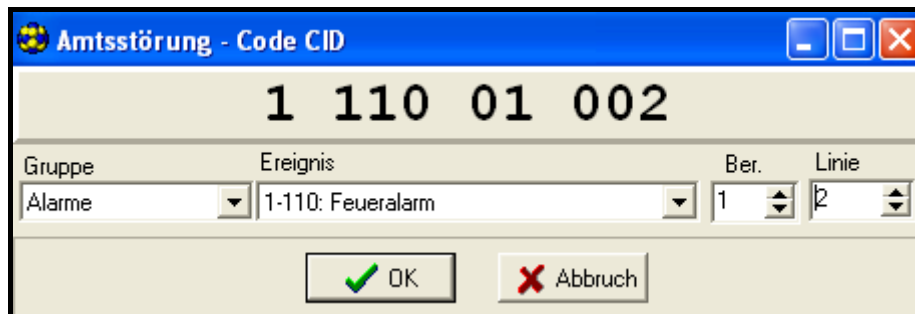 Amtsstörung - Code CID
1 110 01 002
Gruppe Ereignis Ber. Linie
Alarme 1-110: Feueralarm 1 2
OK Abbruch